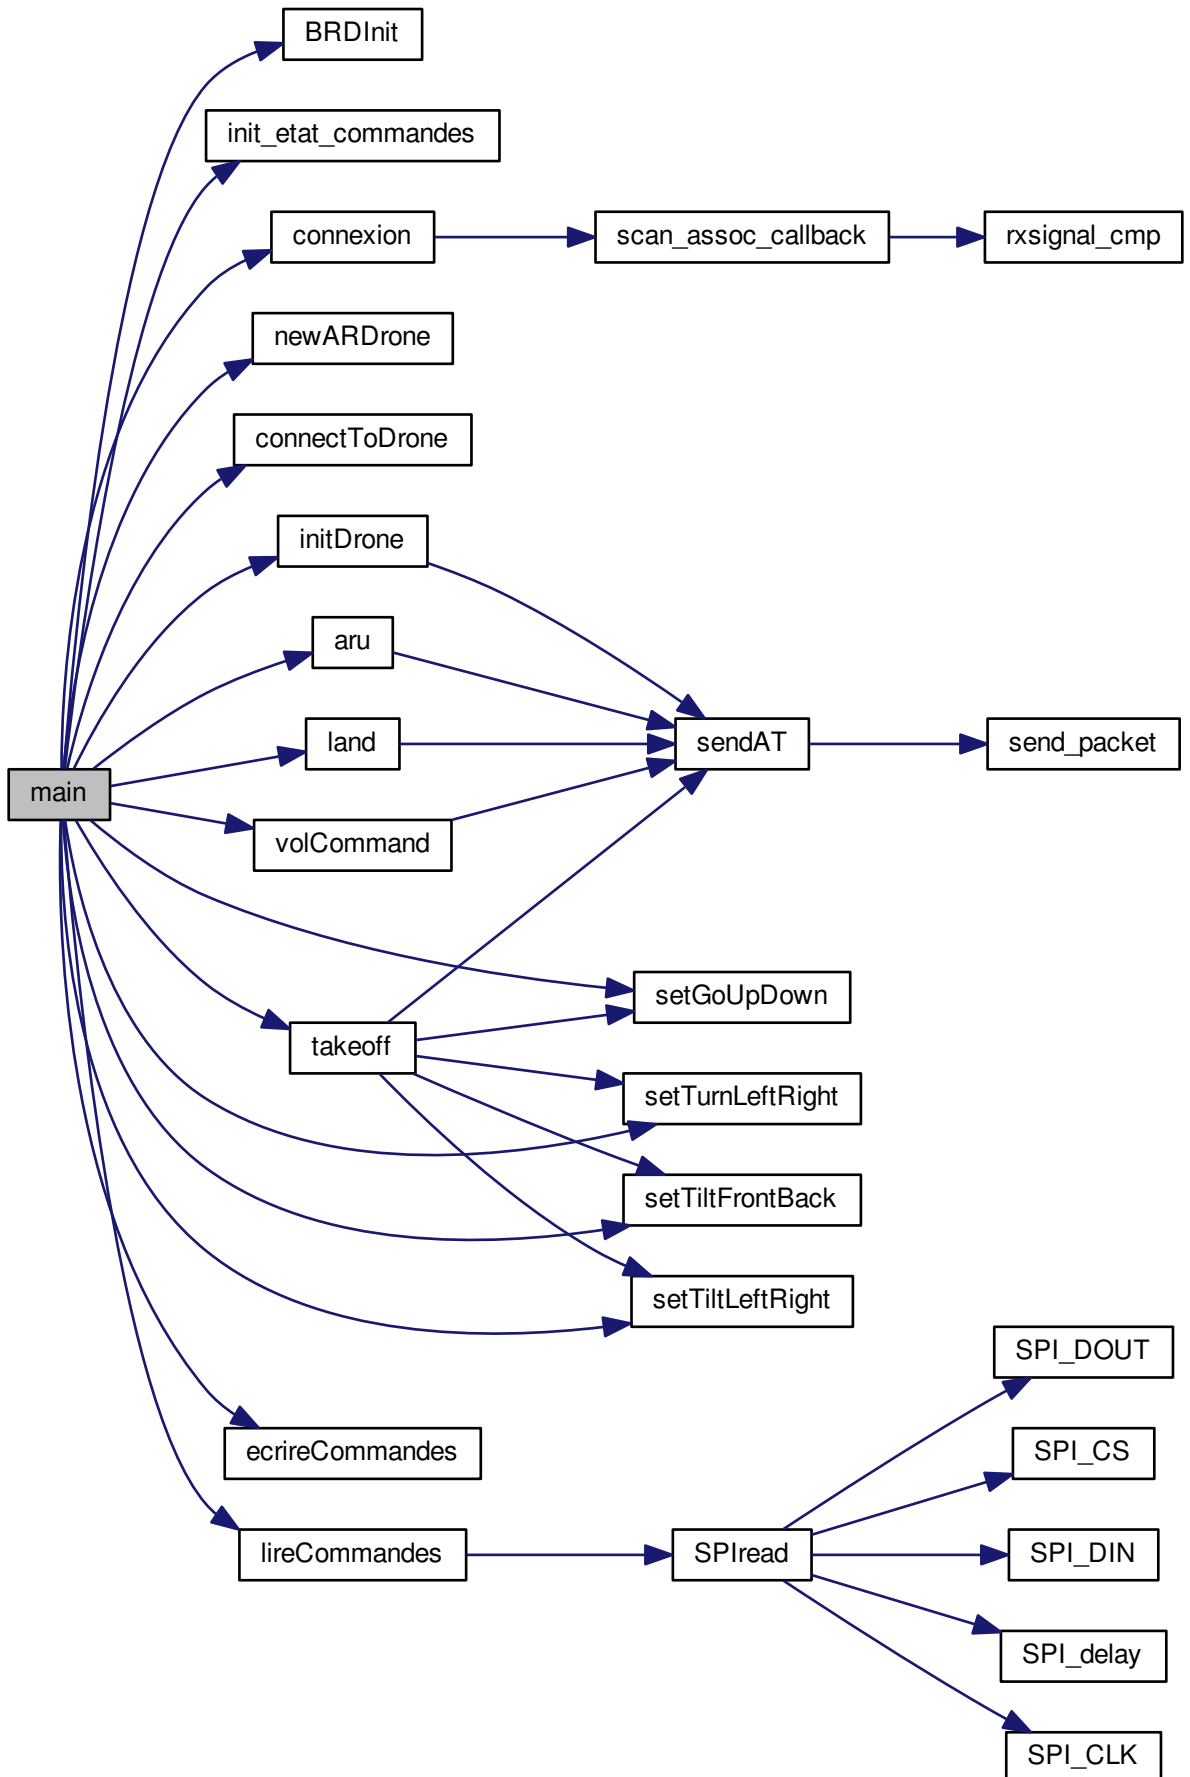 BRDInit
init_etat_commandes
connexion
scan_assoc_callback
rxsignal_cmp
newARDrone
connectToDrone
initDrone
aru
land
sendAT
send_packet
main
volCommand
setGoUpDown
takeoff
setTurnLeftRight
setTiltFrontBack
setTiltLeftRight
SPI_DOUT
ecrireCommandes
SPI_CS
lireCommandes
SPIread
SPI_DIN
SPI_delay
SPI_CLK